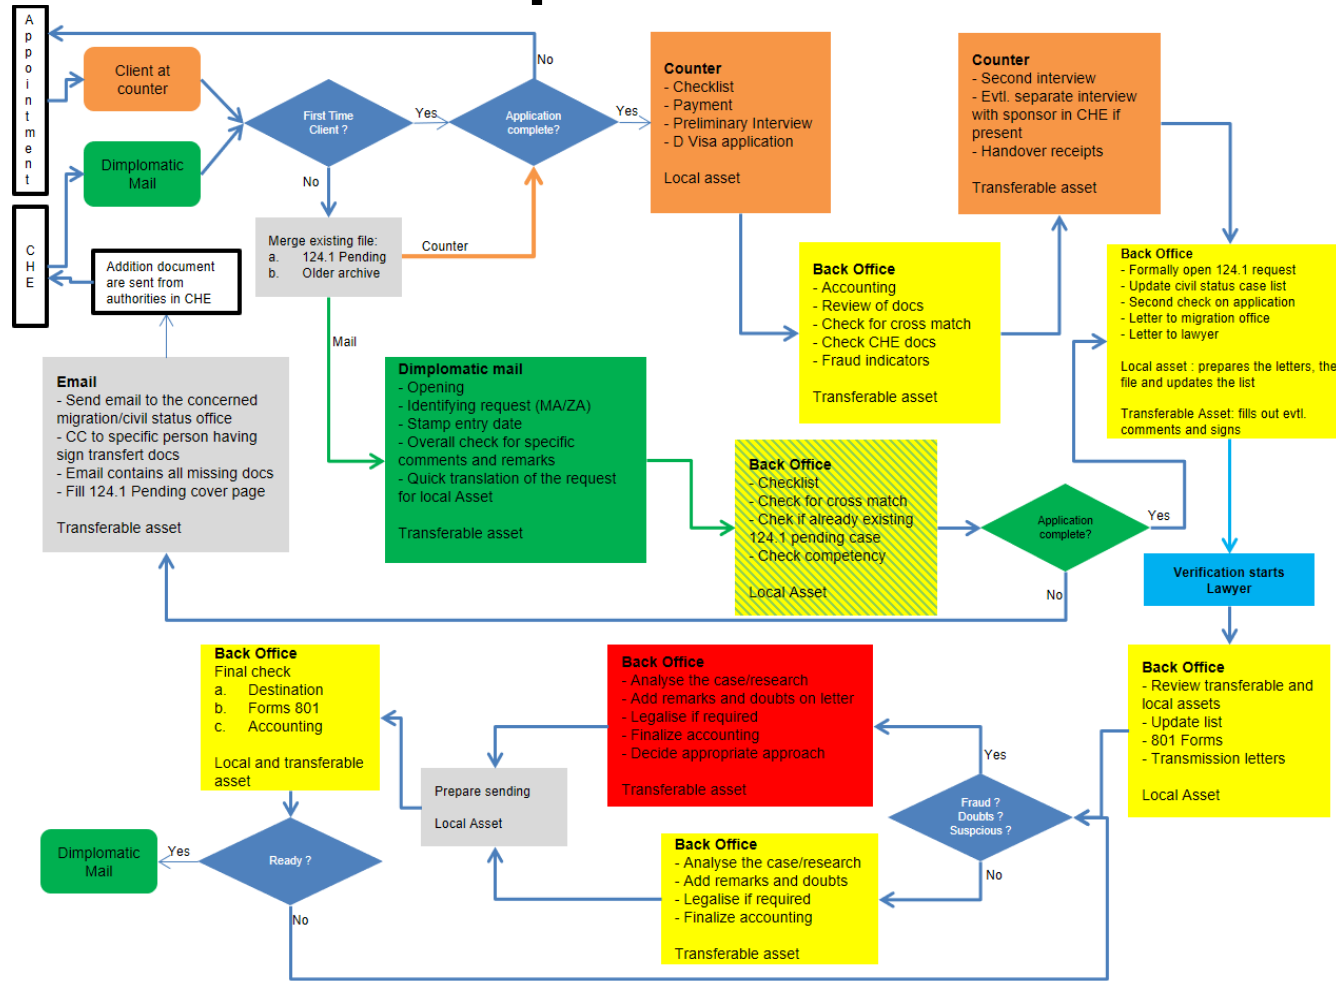 Appointment
Client at
counter
Dimplomatic
Mail
CHE
Addition document
are sent from
authorities in CHE
First Time
Client ?
Yes
No
Application
complete?
No
Yes
Merge existing file:
a. 124.1 Pending
b. Older archive
Counter
Mail
Counter
- Checklist
- Payment
- Preliminary Interview
- D Visa application
Local asset
Back Office
- Accounting
- Review of docs
- Check for cross match
- Check CHE docs
- Fraud indicators
Transferable asset
Counter
- Second interview
- Evtl. separate interview
with sponsor in CHE if
present
- Handover receipts
Transferable asset
Back Office
- Formally open 124.1 request
- Update civil status case list
- Second check on application
- Letter to migration office
- Letter to lawyer
Local asset : prepares the letters, the
file and updates the list
Transferable Asset: fills out evtl.
comments and signs
Email
- Send email to the concerned
migration/civil status office
- CC to specific person having
sign transfert docs
- Email contains all missing docs
- Fill 124.1 Pending cover page
Transferable asset
Dimplomatic mail
- Opening
- Identifying request (MA/ZA)
- Stamp entry date
- Overall check for specific
comments and remarks
- Quick translation of the request
for local Asset
Transferable asset
Back Office
- Checklist
- Check for cross match
- Chek if already existing
124.1 pending case
- Check competency
Local Asset
Application
complete?
Yes
No
Verification starts
Lawyer
Back Office
- Review transferable and
local assets
- Update list
- 801 Forms
- Transmission letters
Local Asset
Fraud ?
Doubts ?
Suspcious ?
Yes
No
Back Office
- Analyse the case/research
- Add remarks and doubts on letter
- Legalise if required
- Finalize accounting
- Decide appropriate approach
Transferable asset
Back Office
- Analyse the case/research
- Add remarks and doubts
- Legalise if required
- Finalize accounting
Transferable asset
Prepare sending
Local Asset
Back Office
Final check
a. Destination
b. Forms 801
c. Accounting
Local and transferable
asset
Ready ?
Yes
No
Dimplomatic
Mail